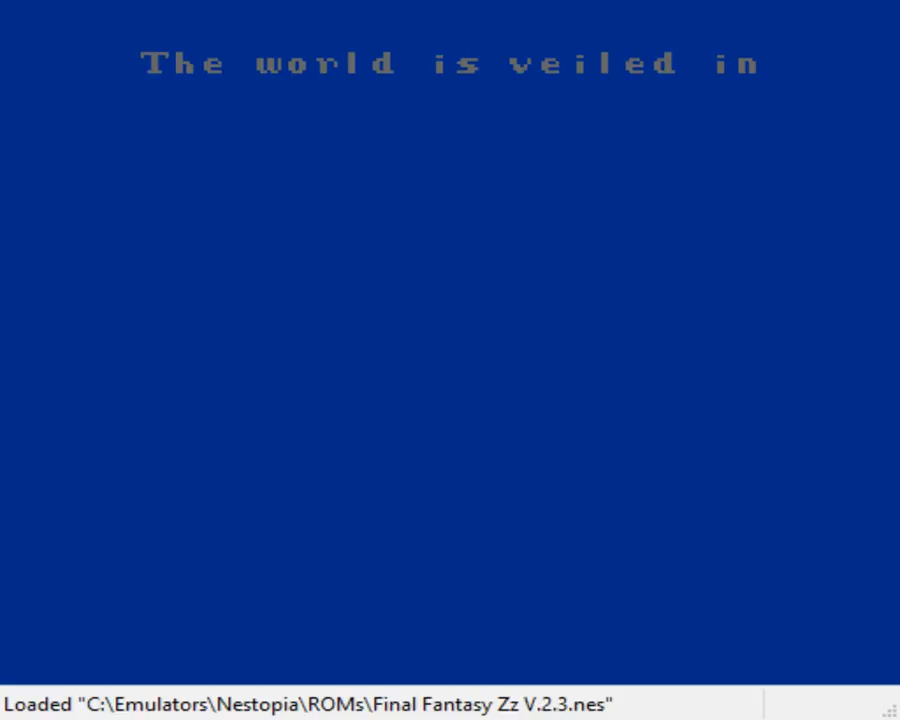 The world is veiled in
Loaded "C:\Emulators\Nestopia\ROMs\Final Fantasy Zz V.2.3.nes"